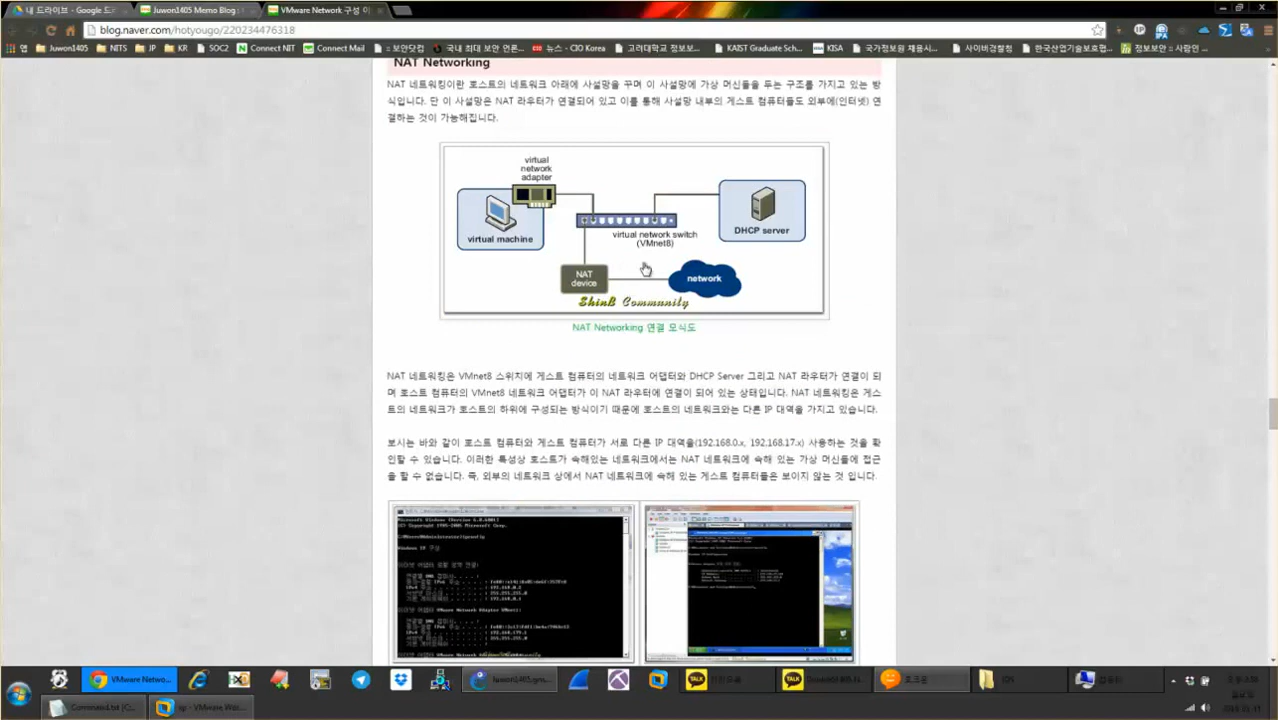 내 드라이브 - Google 드
Juwon1405 Memo Blog :
VMware Network 구성 이
blog.naver.com/hotyougo/220234476318
앱
Juwon1405
NITS
JP
KR
SOC2
Connect NIT
Connect Mail
:: 보안닷컴
국내 최대 보안 언론...
뉴스 - CIO Korea
고려대학교 정보보...
KAIST Graduate Sch...
KISA
국가정보원 채용시...
사이버경찰청
한국산업기술보호협...
정보보안 :: 사람인 ...
NAT Networking
NAT 네트워킹이란 호스트의 네트워크 아래에 사설망을 꾸며 이 사설망에 가상 머신들을 두는 구조를 가지고 있는 방
식입니다. 단 이 사설망은 NAT 라우터가 연결되어 있고 이를 통해 사설망 내부의 게스트 컴퓨터들도 외부에(인터넷) 연
결하는 것이 가능해집니다.
virtual
network
adapter
virtual machine
virtual network switch
(VMnet8)
DHCP server
NAT
device
network
ShinB Community
NAT Networking 연결 모식도
NAT 네트워킹은 VMnet8 스위치에 게스트 컴퓨터의 네트워크 어댑터와 DHCP Server 그리고 NAT 라우터가 연결이 되
며 호스트 컴퓨터의 VMnet8 네트워크 어댑터가 이 NAT 라우터에 연결이 되어 있는 상태입니다. NAT 네트워킹은 게스
트의 네트워크가 호스트의 하위에 구성되는 방식이기 때문에 호스트의 네트워크와는 다른 IP 대역을 가지고 있습니다.
보시는 바와 같이 호스트 컴퓨터와 게스트 컴퓨터가 서로 다른 IP 대역을(192.168.0.x, 192.168.17.x) 사용하는 것을 확
인할 수 있습니다. 이러한 특성상 호스트가 속해있는 네트워크에서는 NAT 네트워크에 속해 있는 가상 머신들에 접근
을 할 수 없습니다. 즉, 외부의 네트워크 상에서 NAT 네트워크에 속해 있는 게스트 컴퓨터들은 보이지 않는 것 입니다.
Windows IP 구성
VMware Netwo...
juwon1405.gm...
TALK
TALK
Commands.txt (C:...
sp - VMware Wor...